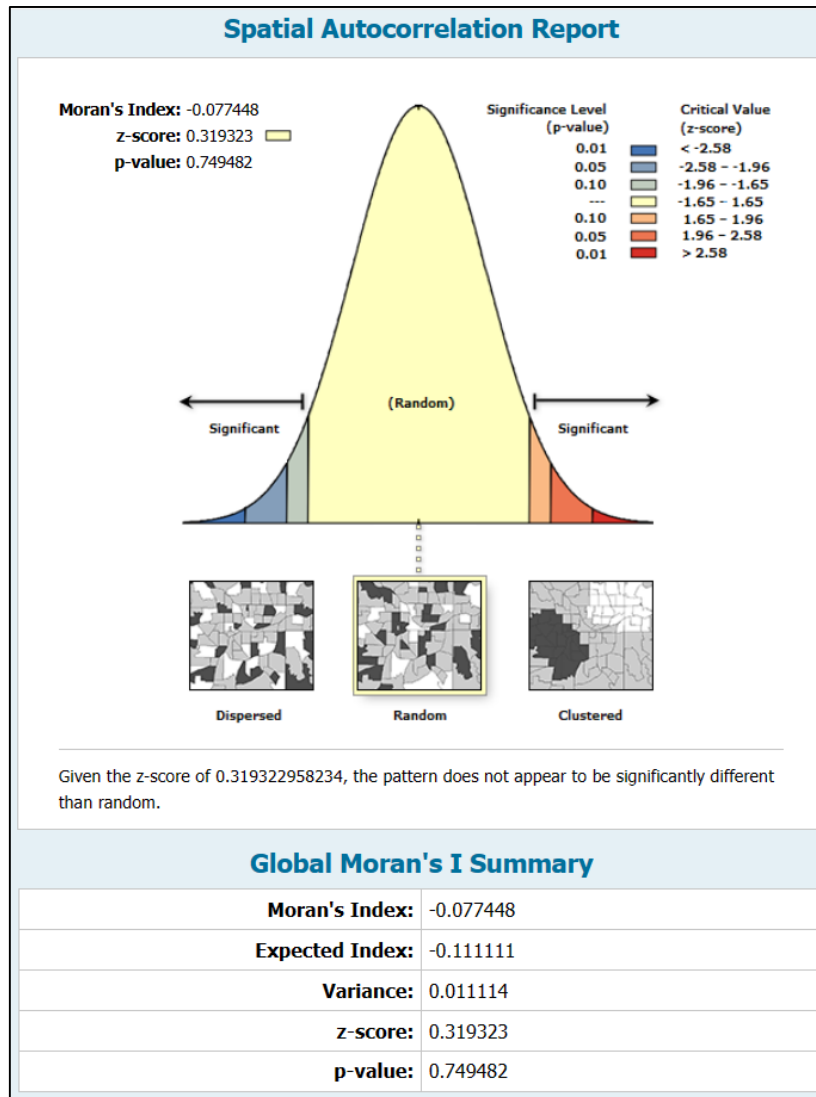 Spatial Autocorrelation Report
Moran's Index: -0.077448
z-score: 0.319323
p-value: 0.749482
Significance Level
(p-value)
Critical Value
(z-score)
0.01 < -2.58
0.05 -2.58 – -1.96
0.10 -1.96 – -1.65
--- -1.65 – 1.65
0.10 1.65 – 1.96
0.05 1.96 – 2.58
0.01 > 2.58
(Random)
Significant
Significant
Dispersed
Random
Clustered
Given the z-score of 0.319322958234, the pattern does not appear to be significantly different
than random.
Global Moran's I Summary
Moran's Index: -0.077448
Expected Index: -0.111111
Variance: 0.011114
z-score: 0.319323
p-value: 0.749482